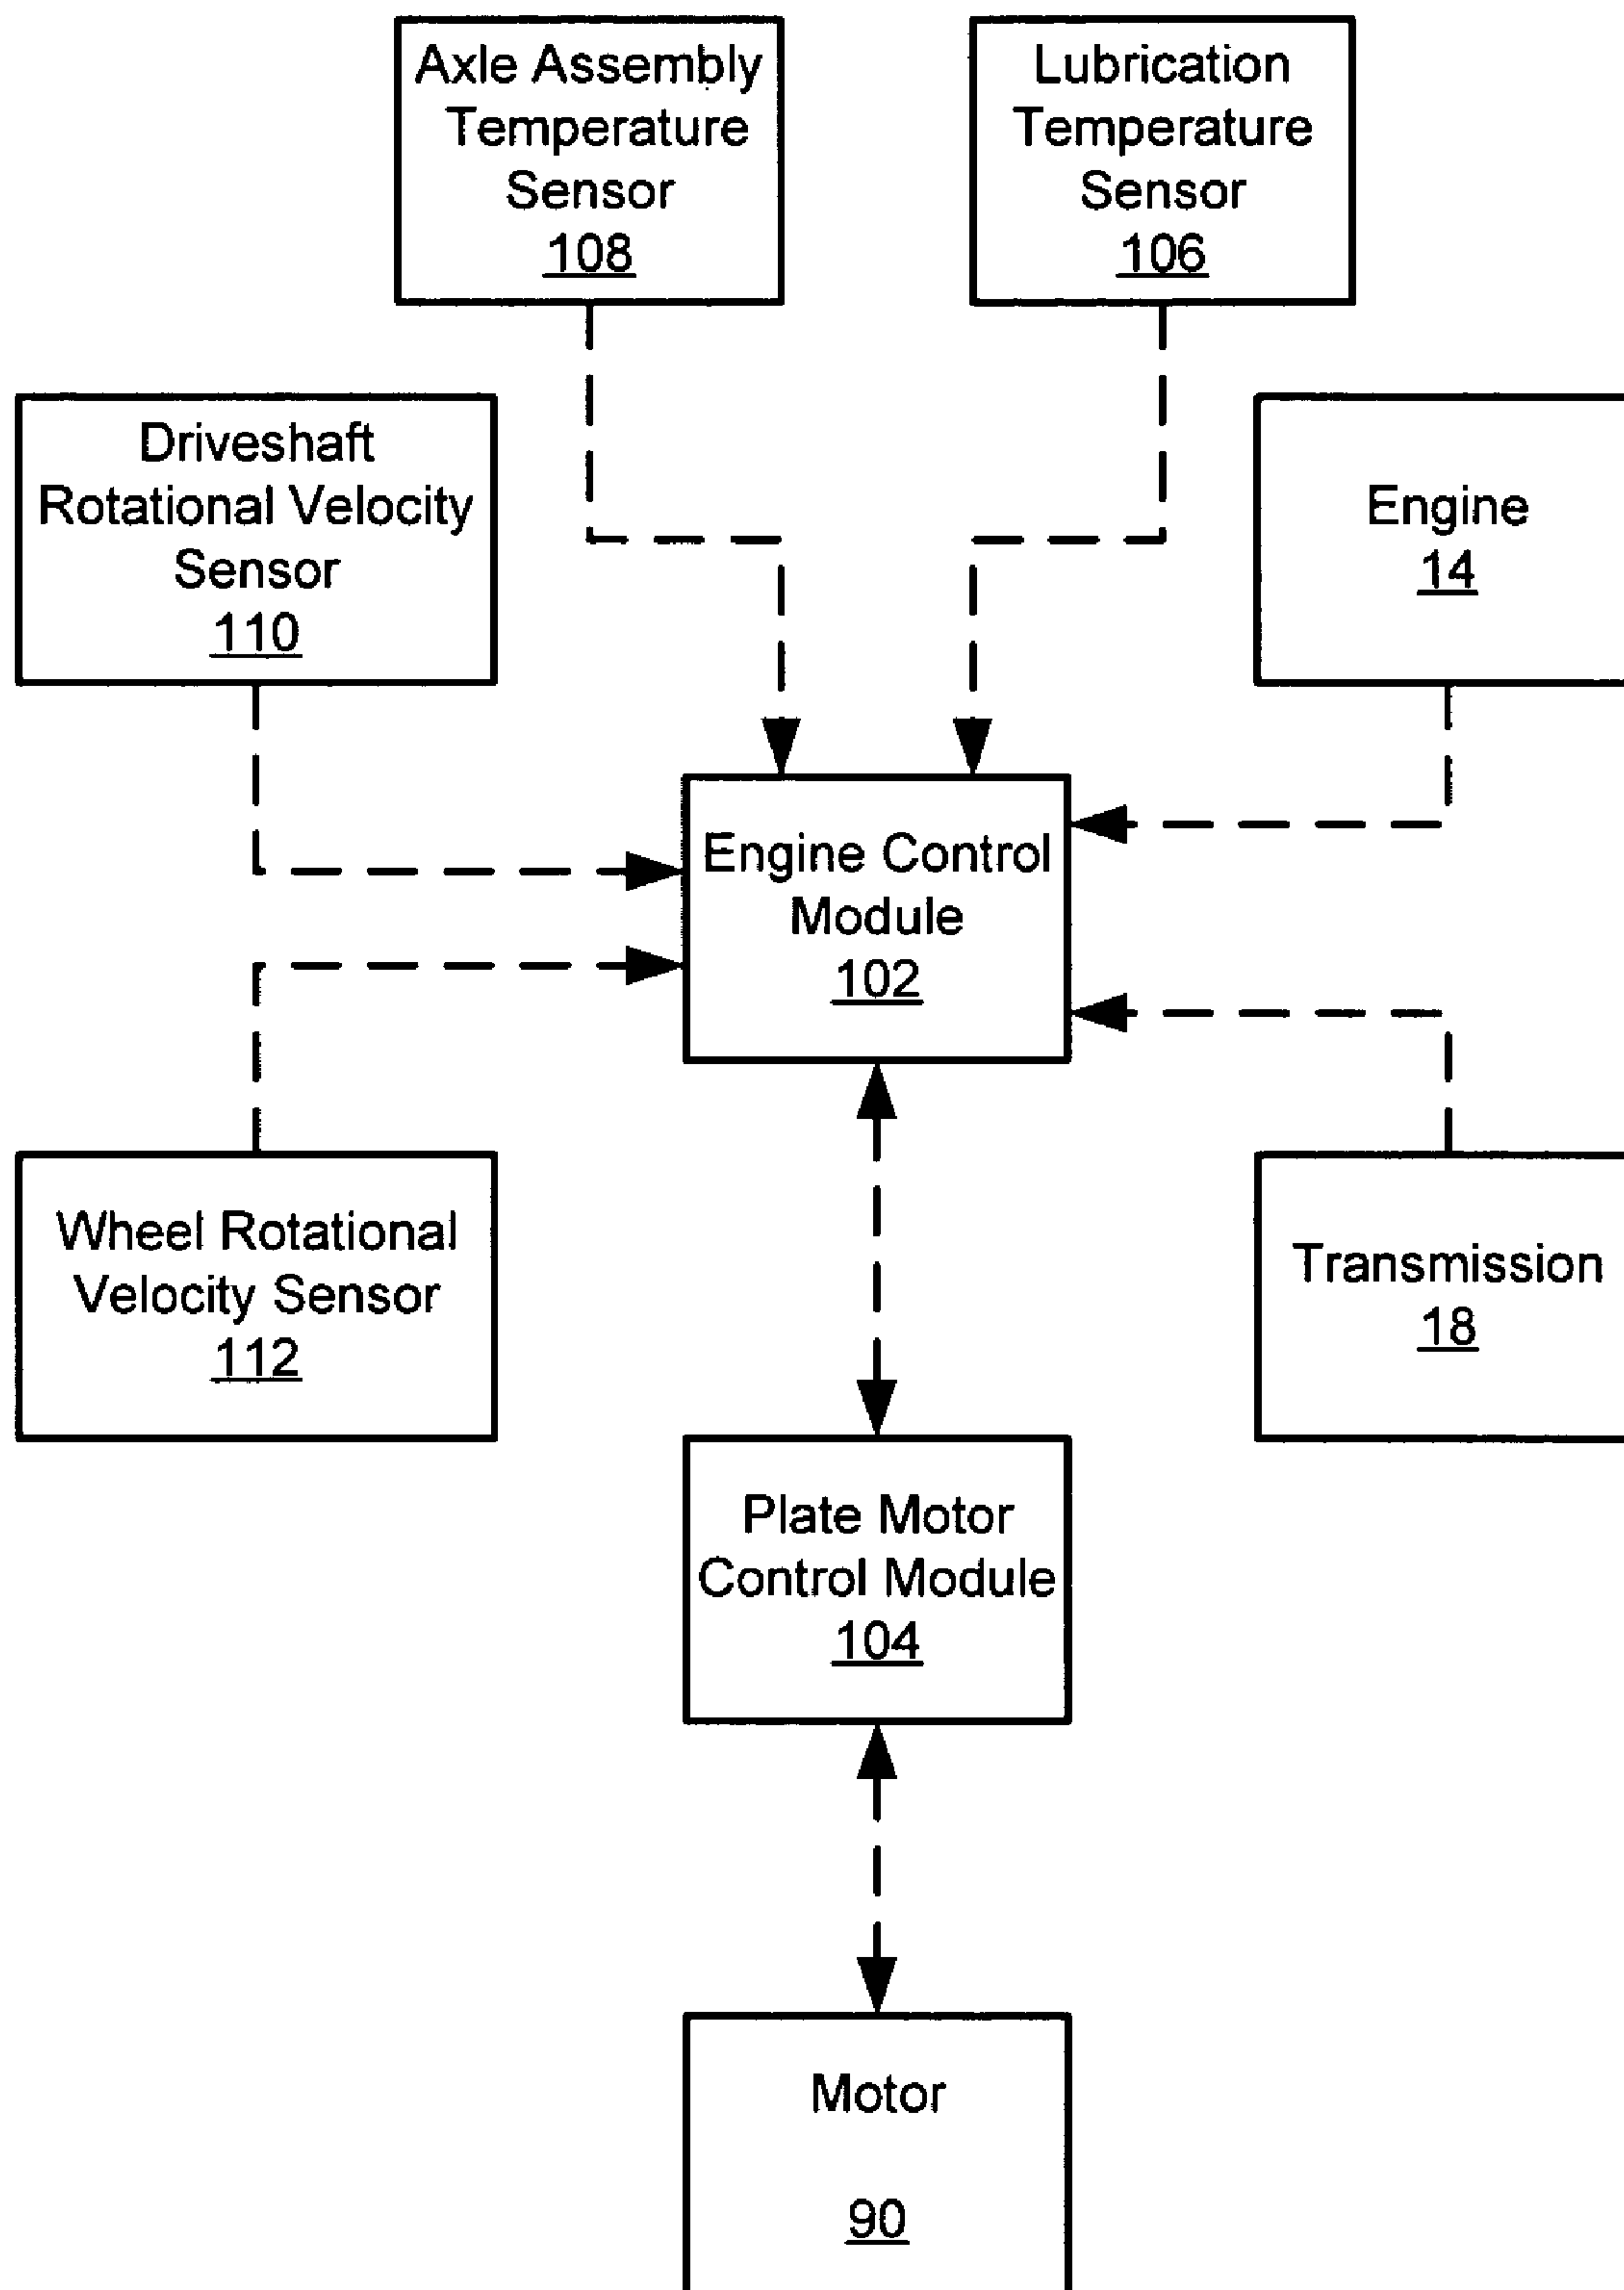 Axle Assembly
Temperature
Sensor
108
Lubrication
Temperature
Sensor
106
Driveshaft
Rotational Velocity
Sensor
110
Engine
14
Engine Control
Module
102
Wheel Rotational
Velocity Sensor
112
Transmission
18
Plate Motor
Control Module
104
Motor
90